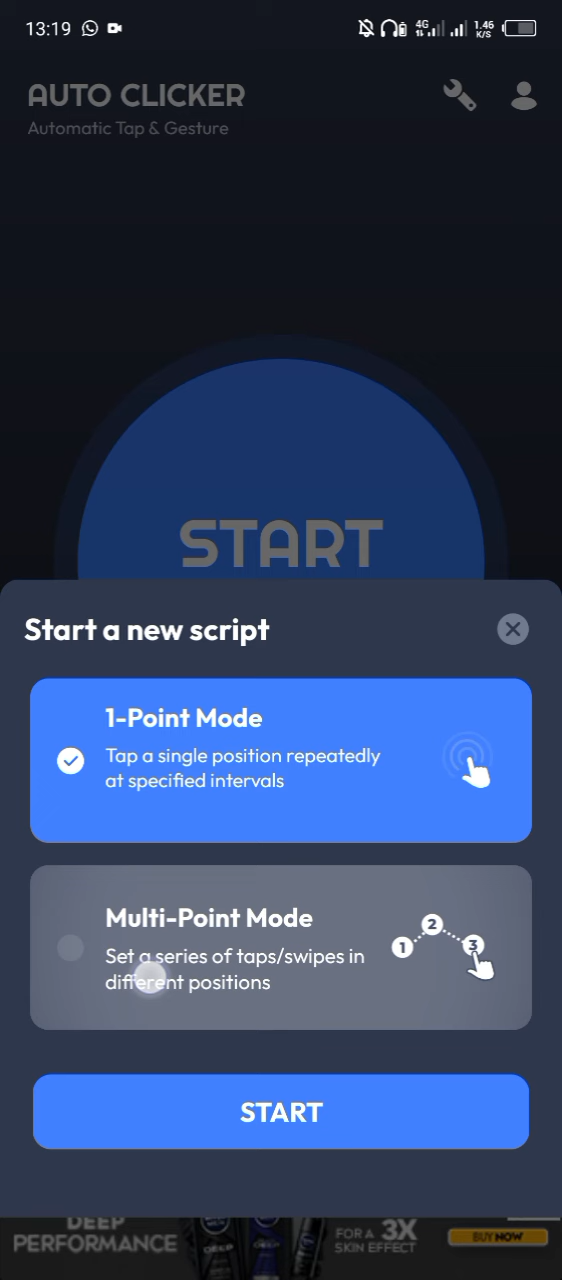 13:19
4G
1.46
K/S
AUTO CLICKER
Automatic Tap & Gesture
START
Start a new script
1-Point Mode
Tap a single position repeatedly
at specified intervals
Multi-Point Mode
Set a series of taps/swipes in
different positions
1
2
3
START
DEEP
PERFORMANCE
DEEP
FOR A 3X
SKIN EFFECT
BUY NOW